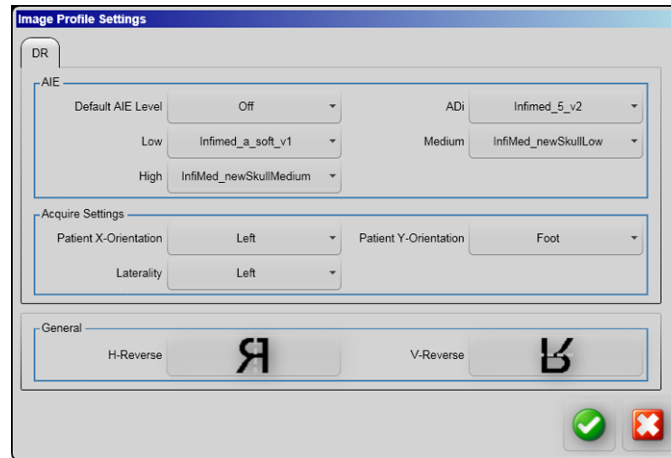 Image Profile Settings
DR
AIE
Default AIE Level Off ADi Infimed_5_v2
Low Infimed_a_soft_v1 Medium InfiMed_newSkullLow
High InfiMed_newSkullMedium
Acquire Settings
Patient X-Orientation Left Patient Y-Orientation Foot
Laterality Left
General
H-Reverse R V-Reverse R